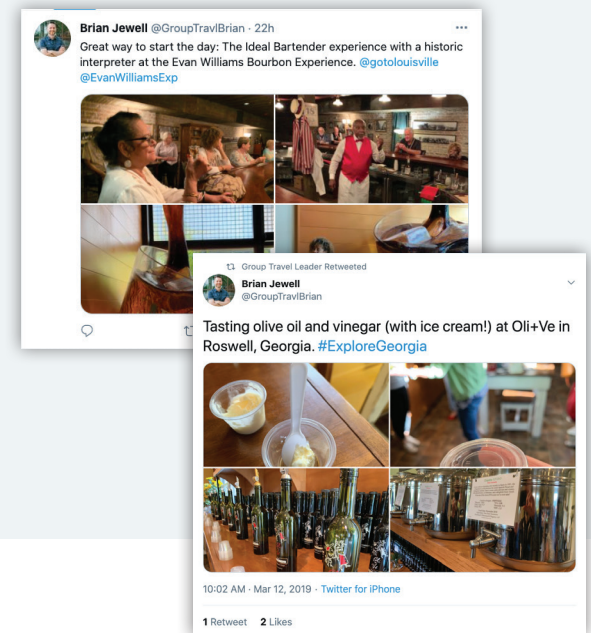 Brian Jewell @GroupTravlBrian · 22h
Great way to start the day: The Ideal Bartender experience with a historic
interpreter at the Evan Williams Bourbon Experience. @gotolouisville
@EvanWilliamsExp
Group Travel Leader Retweeted
Brian Jewell
@GroupTravlBrian
Tasting olive oil and vinegar (with ice cream!) at Oli+Ve in
Roswell, Georgia. #ExploreGeorgia
10:02 AM · Mar 12, 2019 · Twitter for iPhone
1 Retweet 2 Likes